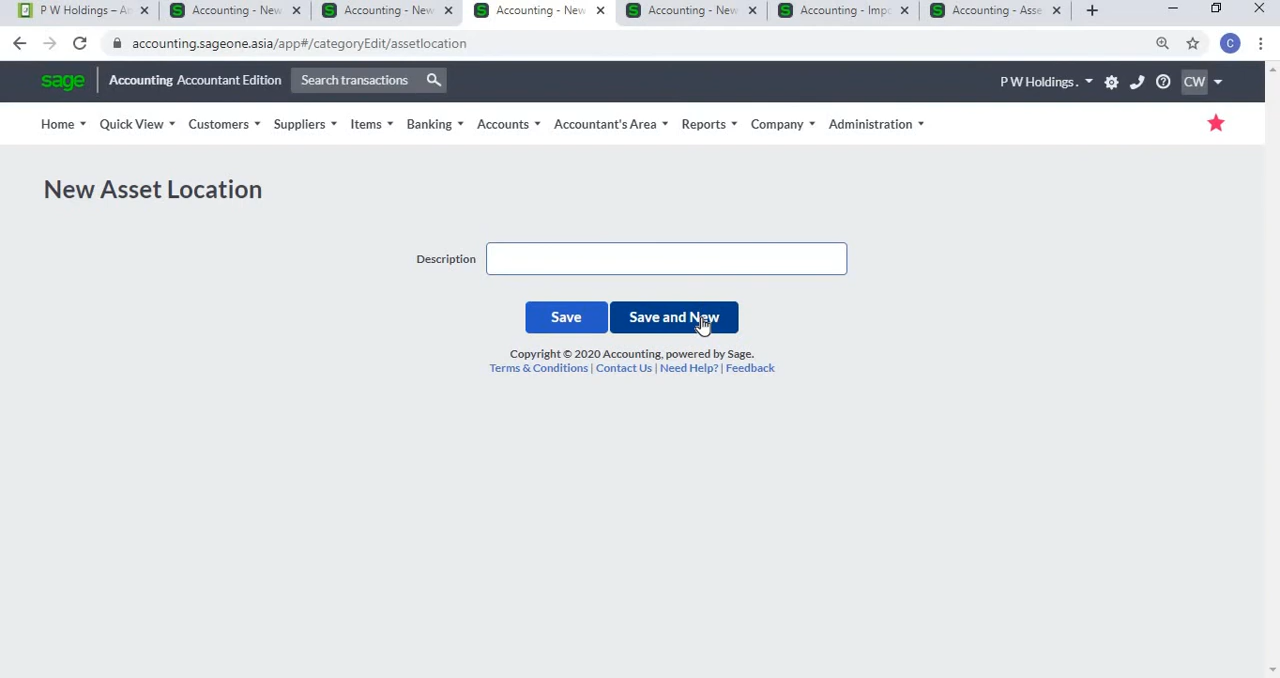 P W Holdings – An
Accounting - New
Accounting - New
Accounting - New
Accounting - New
Accounting - Impo
Accounting - Asse
accounting.sageone.asia/app#/categoryEdit/assetlocation
C
sage
Accounting Accountant Edition
Search transactions
P W Holdings .
CW
Home
Quick View
Customers
Suppliers
Items
Banking
Accounts
Accountant's Area
Reports
Company
Administration
New Asset Location
Description
Save
Save and New
Copyright © 2020 Accounting, powered by Sage.
Terms & Conditions | Contact Us | Need Help? | Feedback